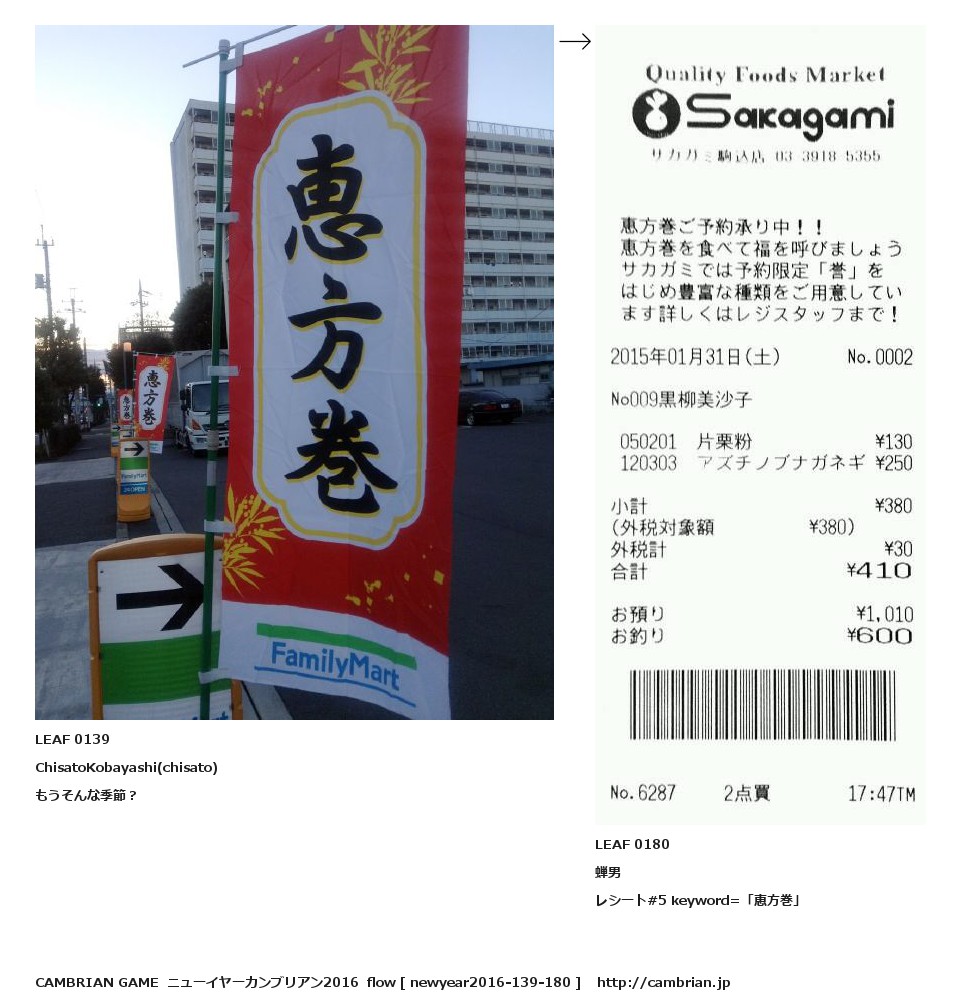 恵方巻
FamilyMart
恵方巻
恵方巻
FamilyMart
24 OPEN
LEAF 0139
ChisatoKobayashi(chisato)
もうそんな季節？
Quality Foods Market
Sakagami
サカガミ駒込店 03 3918 5355
恵方巻ご予約承り中！！
恵方巻を食べて福を呼びましょう
サカガミでは予約限定「誉」を
はじめ豊富な種類をご用意してい
ます詳しくはレジスタッフまで！
2015年01月31日(土) No.0002
No009黒柳美沙子
050201 片栗粉 ¥130
120303 アズチノブナガネギ ¥250
小計 ¥380
(外税対象額 ¥380)
外税計 ¥30
合計 ¥410
お預り ¥1,010
お釣り ¥600
No.6287 2点買 17:47TM
LEAF 0180
蝉男
レシート#5 keyword=「恵方巻」
CAMBRIAN GAME ニューイヤーカンブリアン2016 flow [ newyear2016-139-180 ] http://cambrian.jp